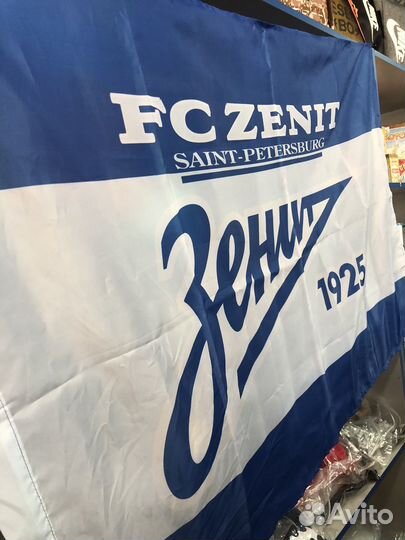 FC ZENIT
SAINT-PETERSBURG
Зенит
1925
Avito